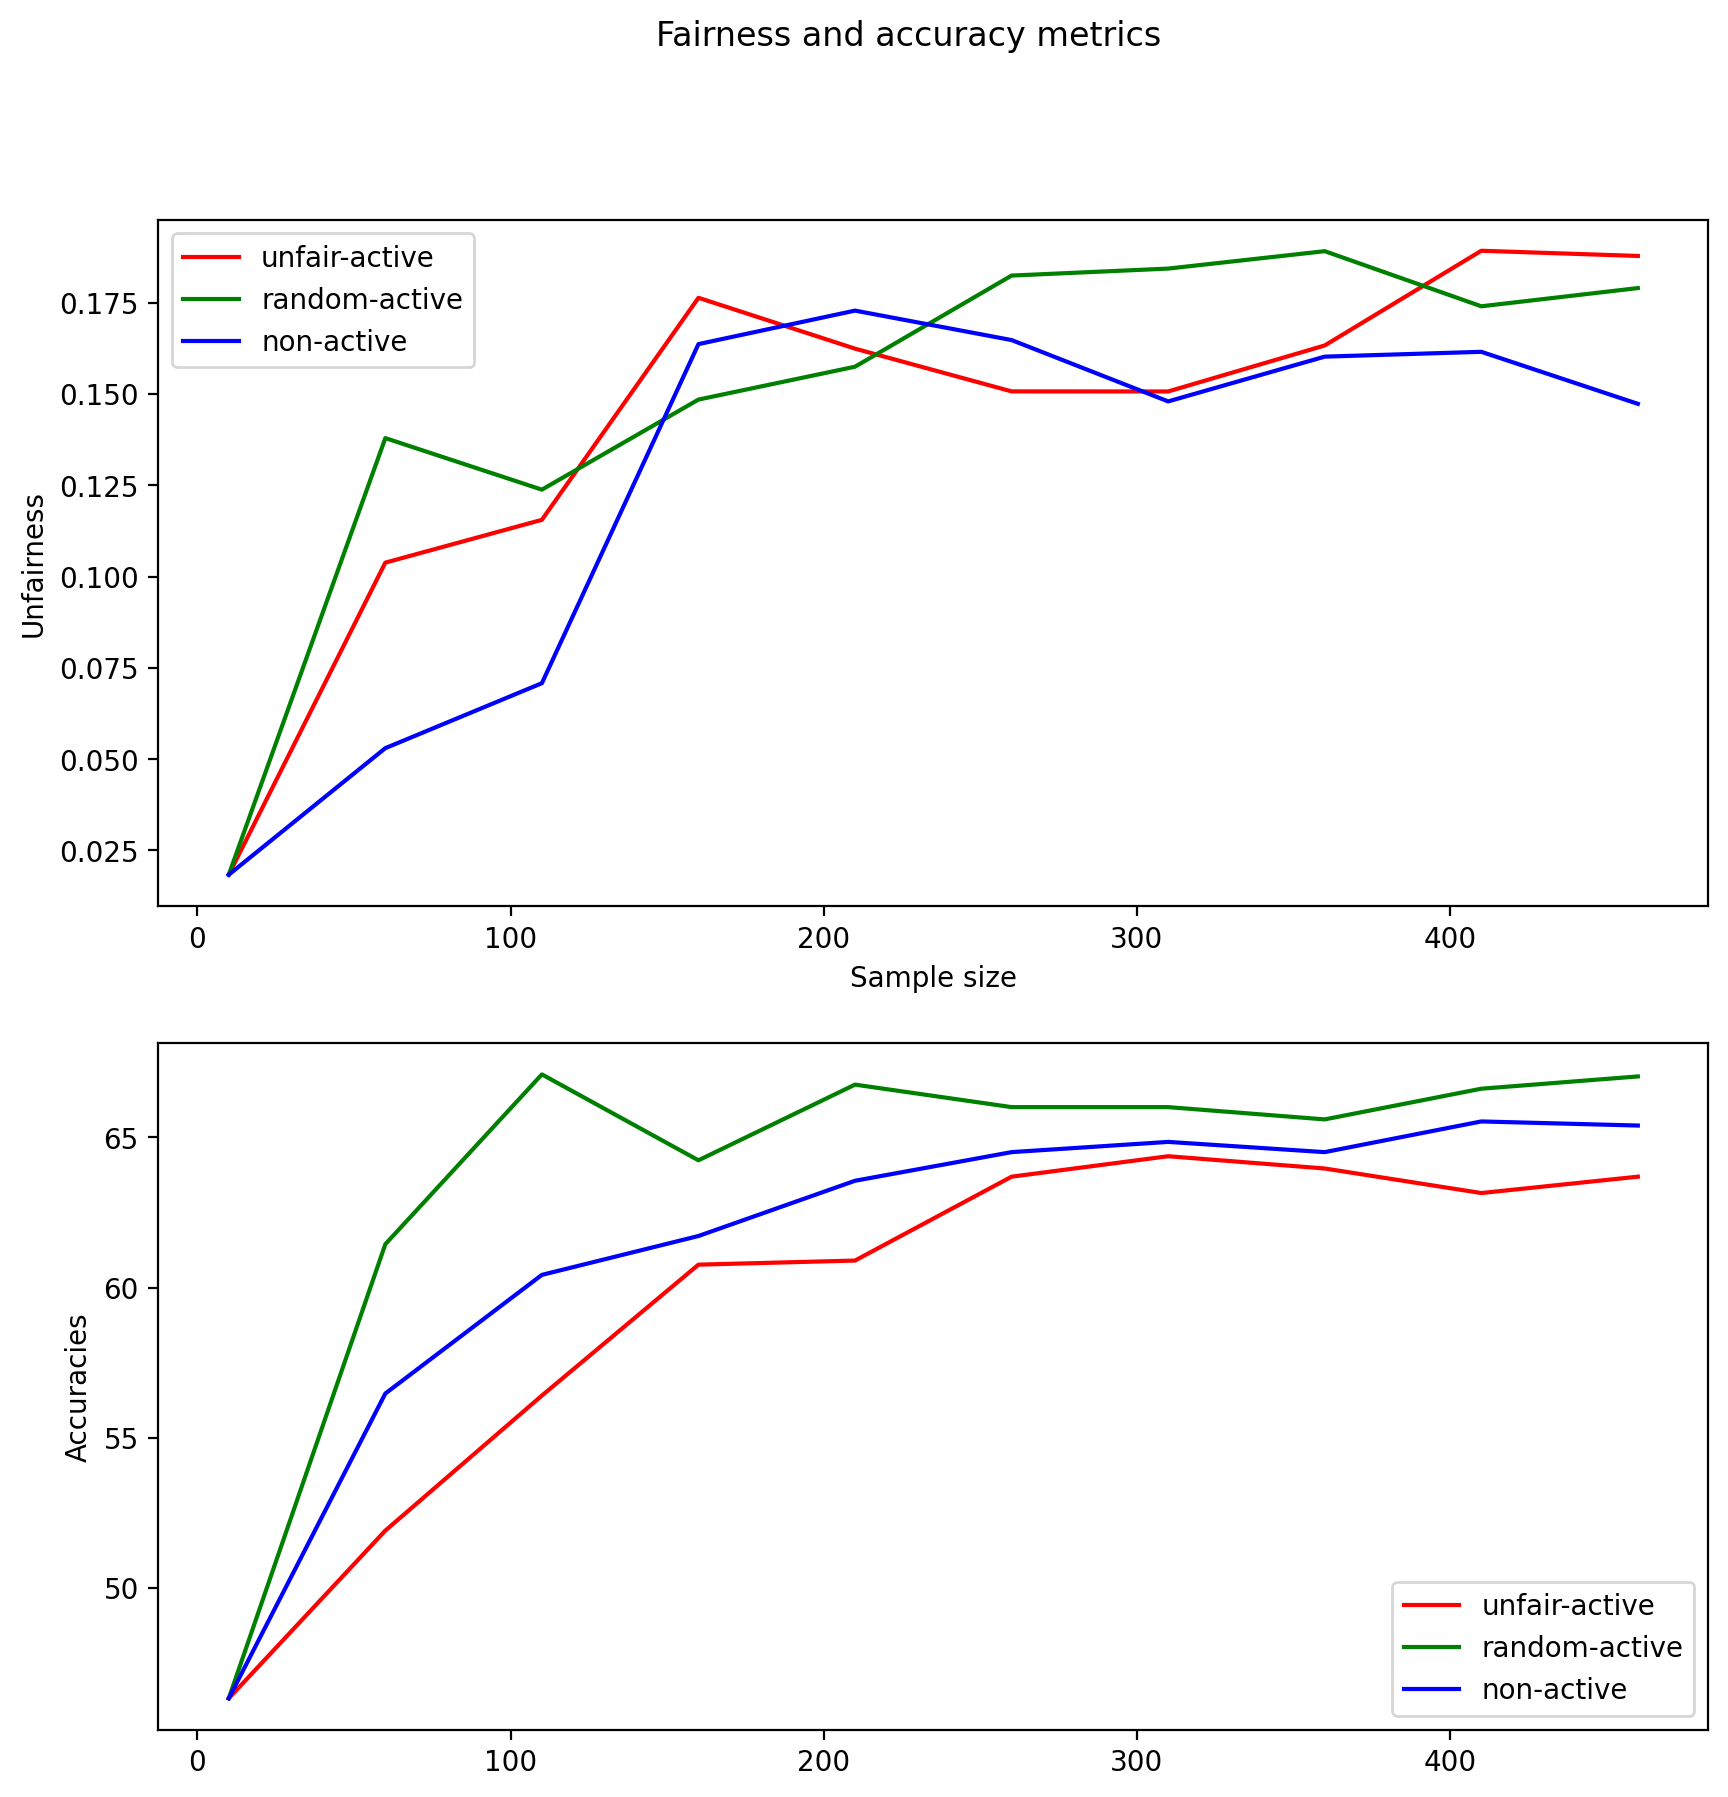 Fairness and accuracy metrics
unfair-active
random-active
non-active
0.175
0.150
0.125
0.100
0.075
0.050
0.025
Unfairness
0 100 200 300 400
Sample size
65
60
55
50
Accuracies
unfair-active
random-active
non-active
0 100 200 300 400